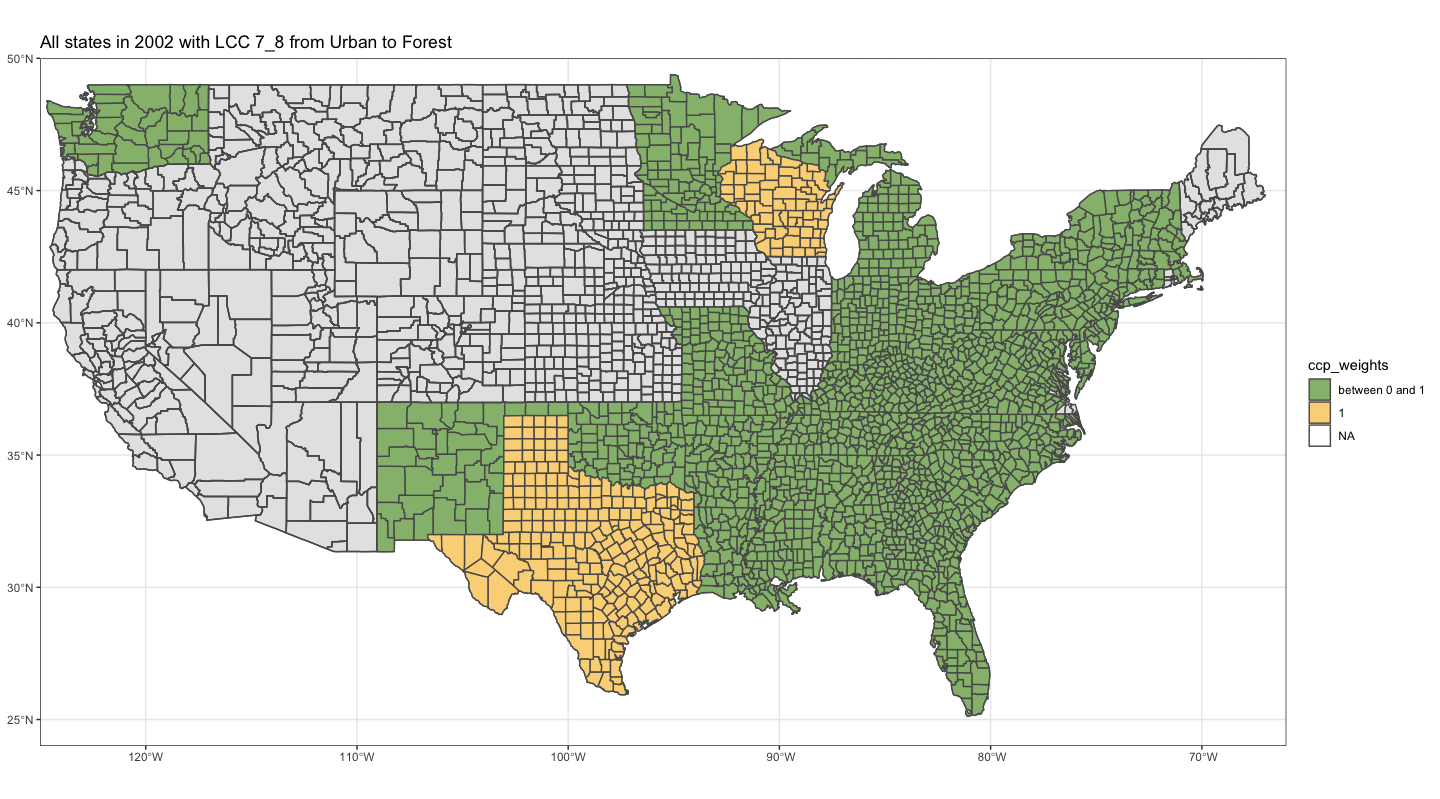 All states in 2002 with LCC 7_8 from Urban to Forest
50°N
45°N
40°N
35°N
30°N
25°N
120°W
110°W
100°W
90°W
80°W
70°W
ccp_weights
between 0 and 1
1
NA